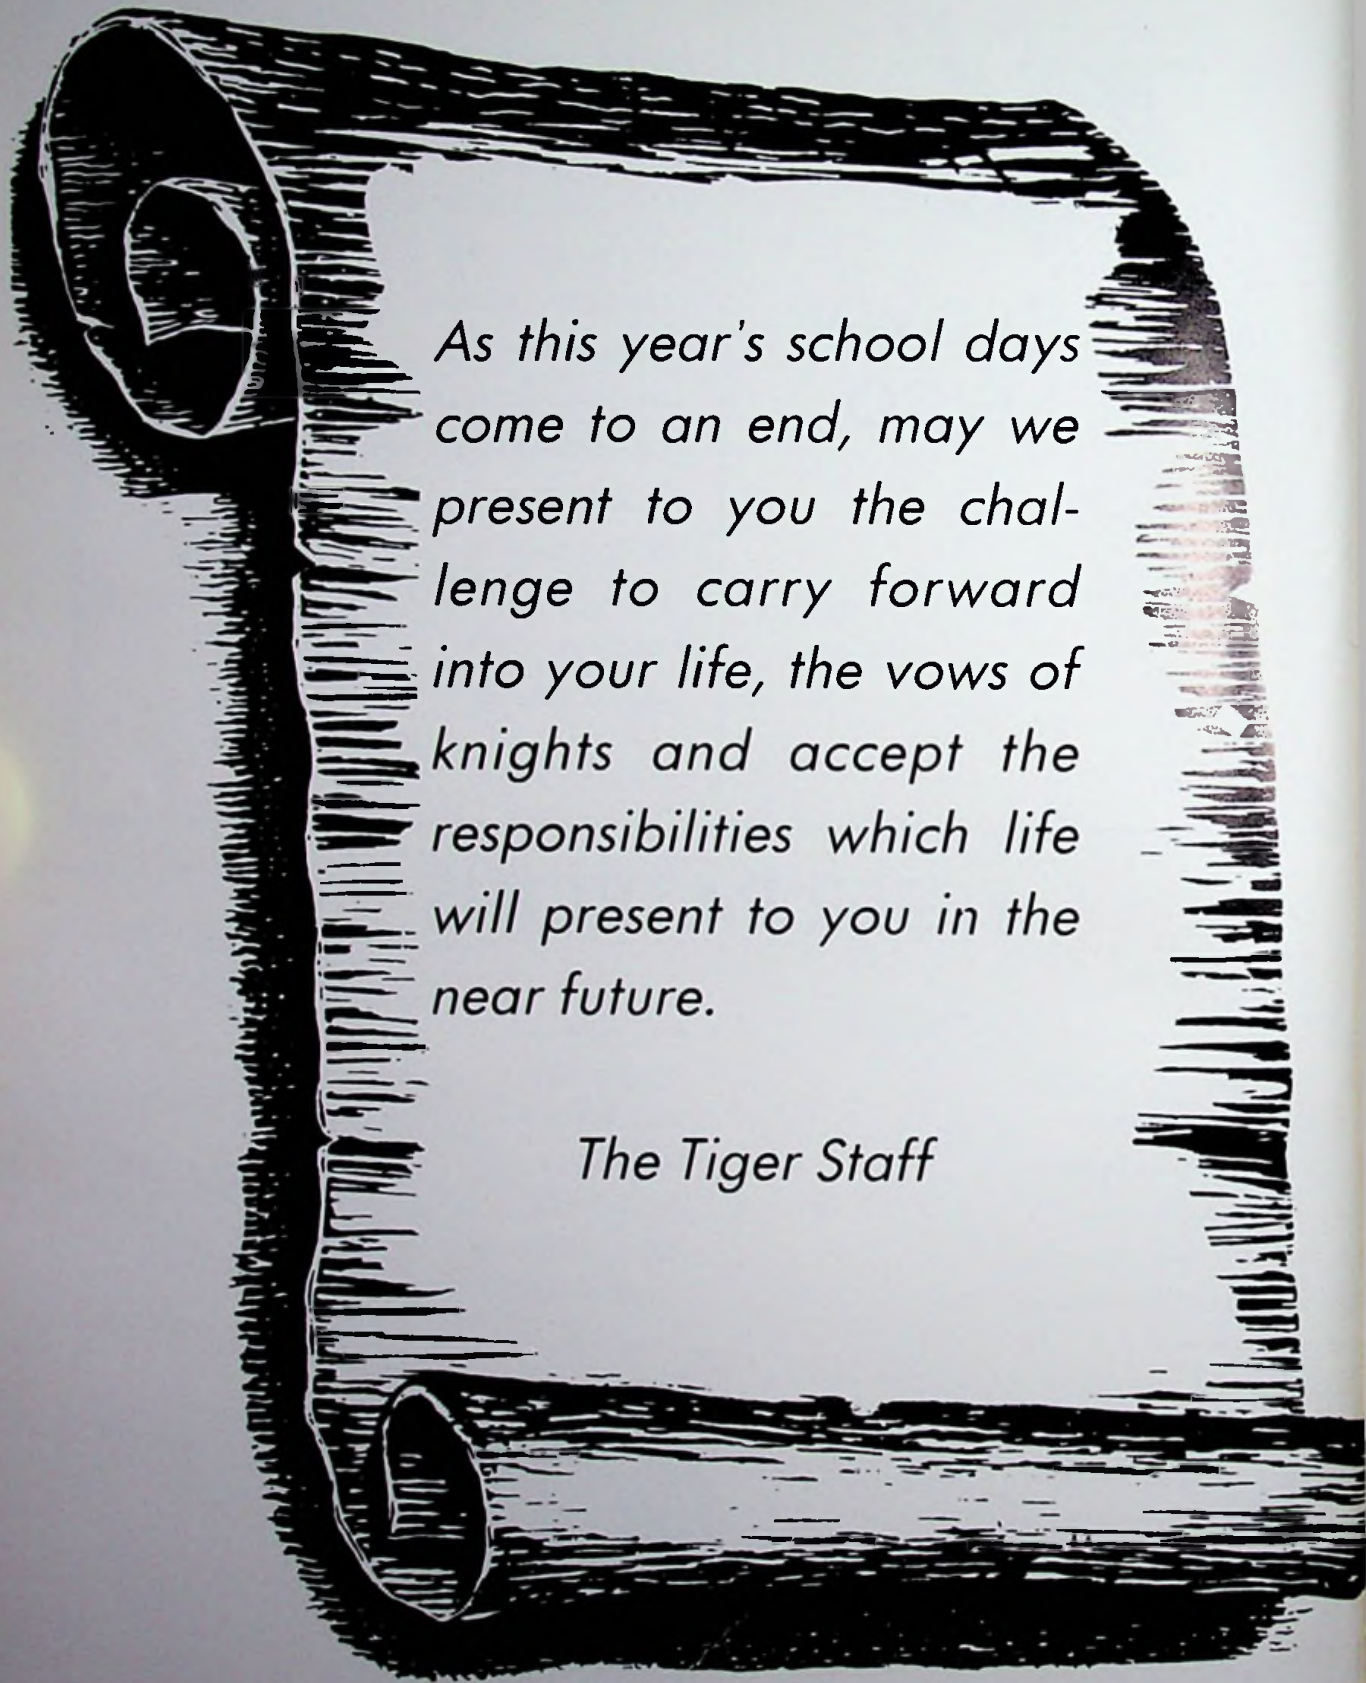 As this year's school days
come to an end, may we
present to you the chal-
lenge to carry forward
into your life, the vows of
knights and accept the
responsibilities which life
will present to you in the
near future.
The Tiger Staff